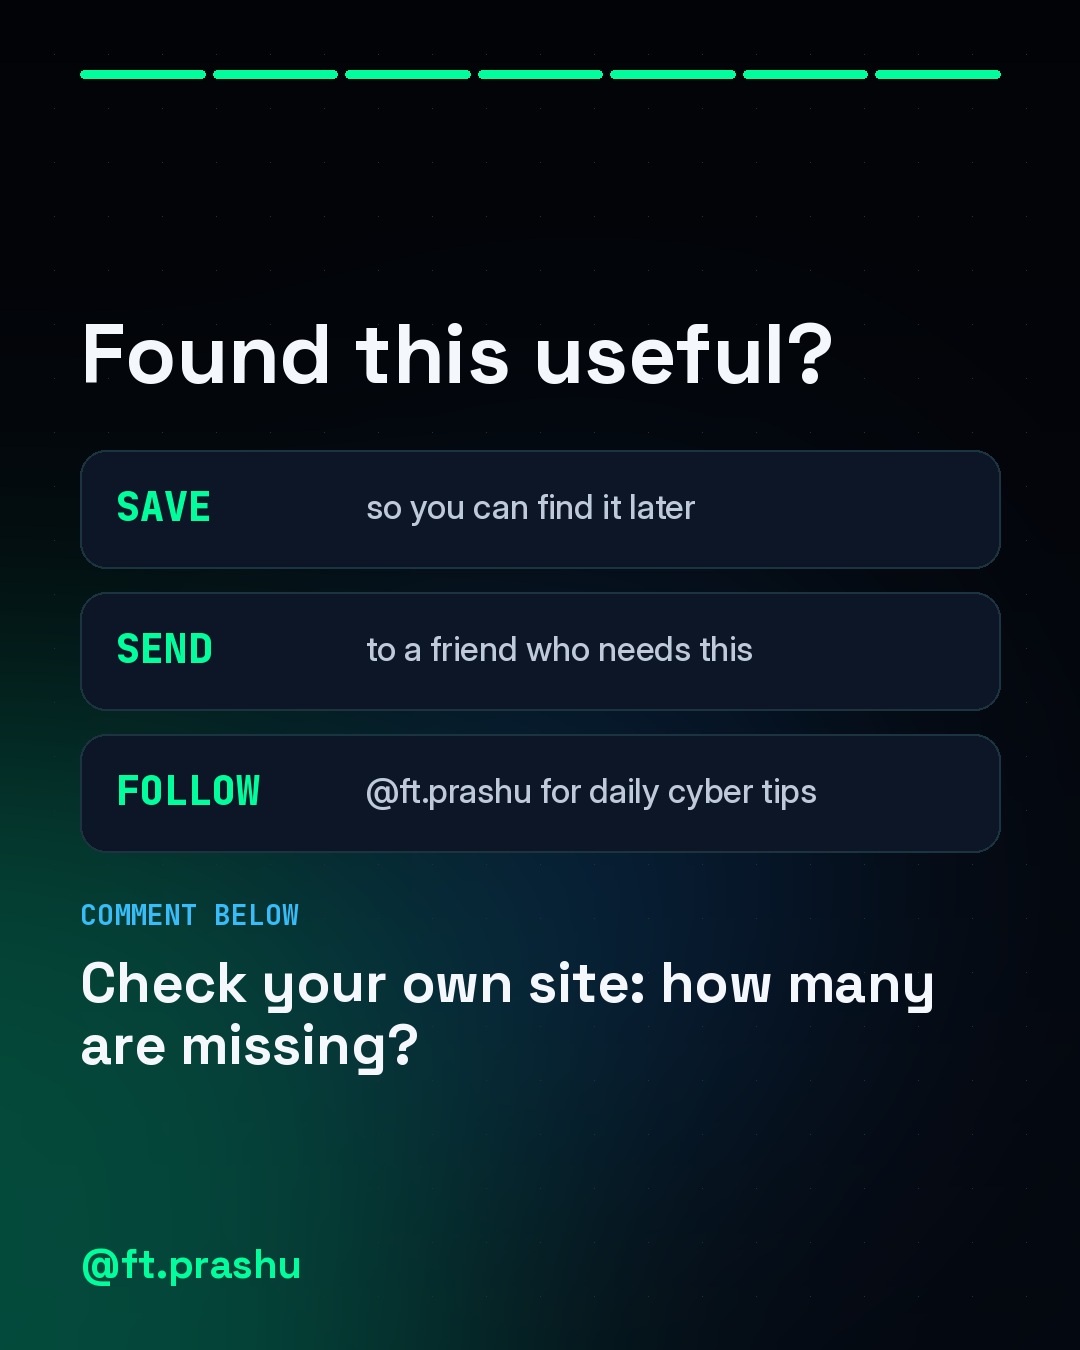 Found this useful?
SAVE so you can find it later
SEND to a friend who needs this
FOLLOW @ft.prashu for daily cyber tips
COMMENT BELOW
Check your own site: how many
are missing?
@ft.prashu